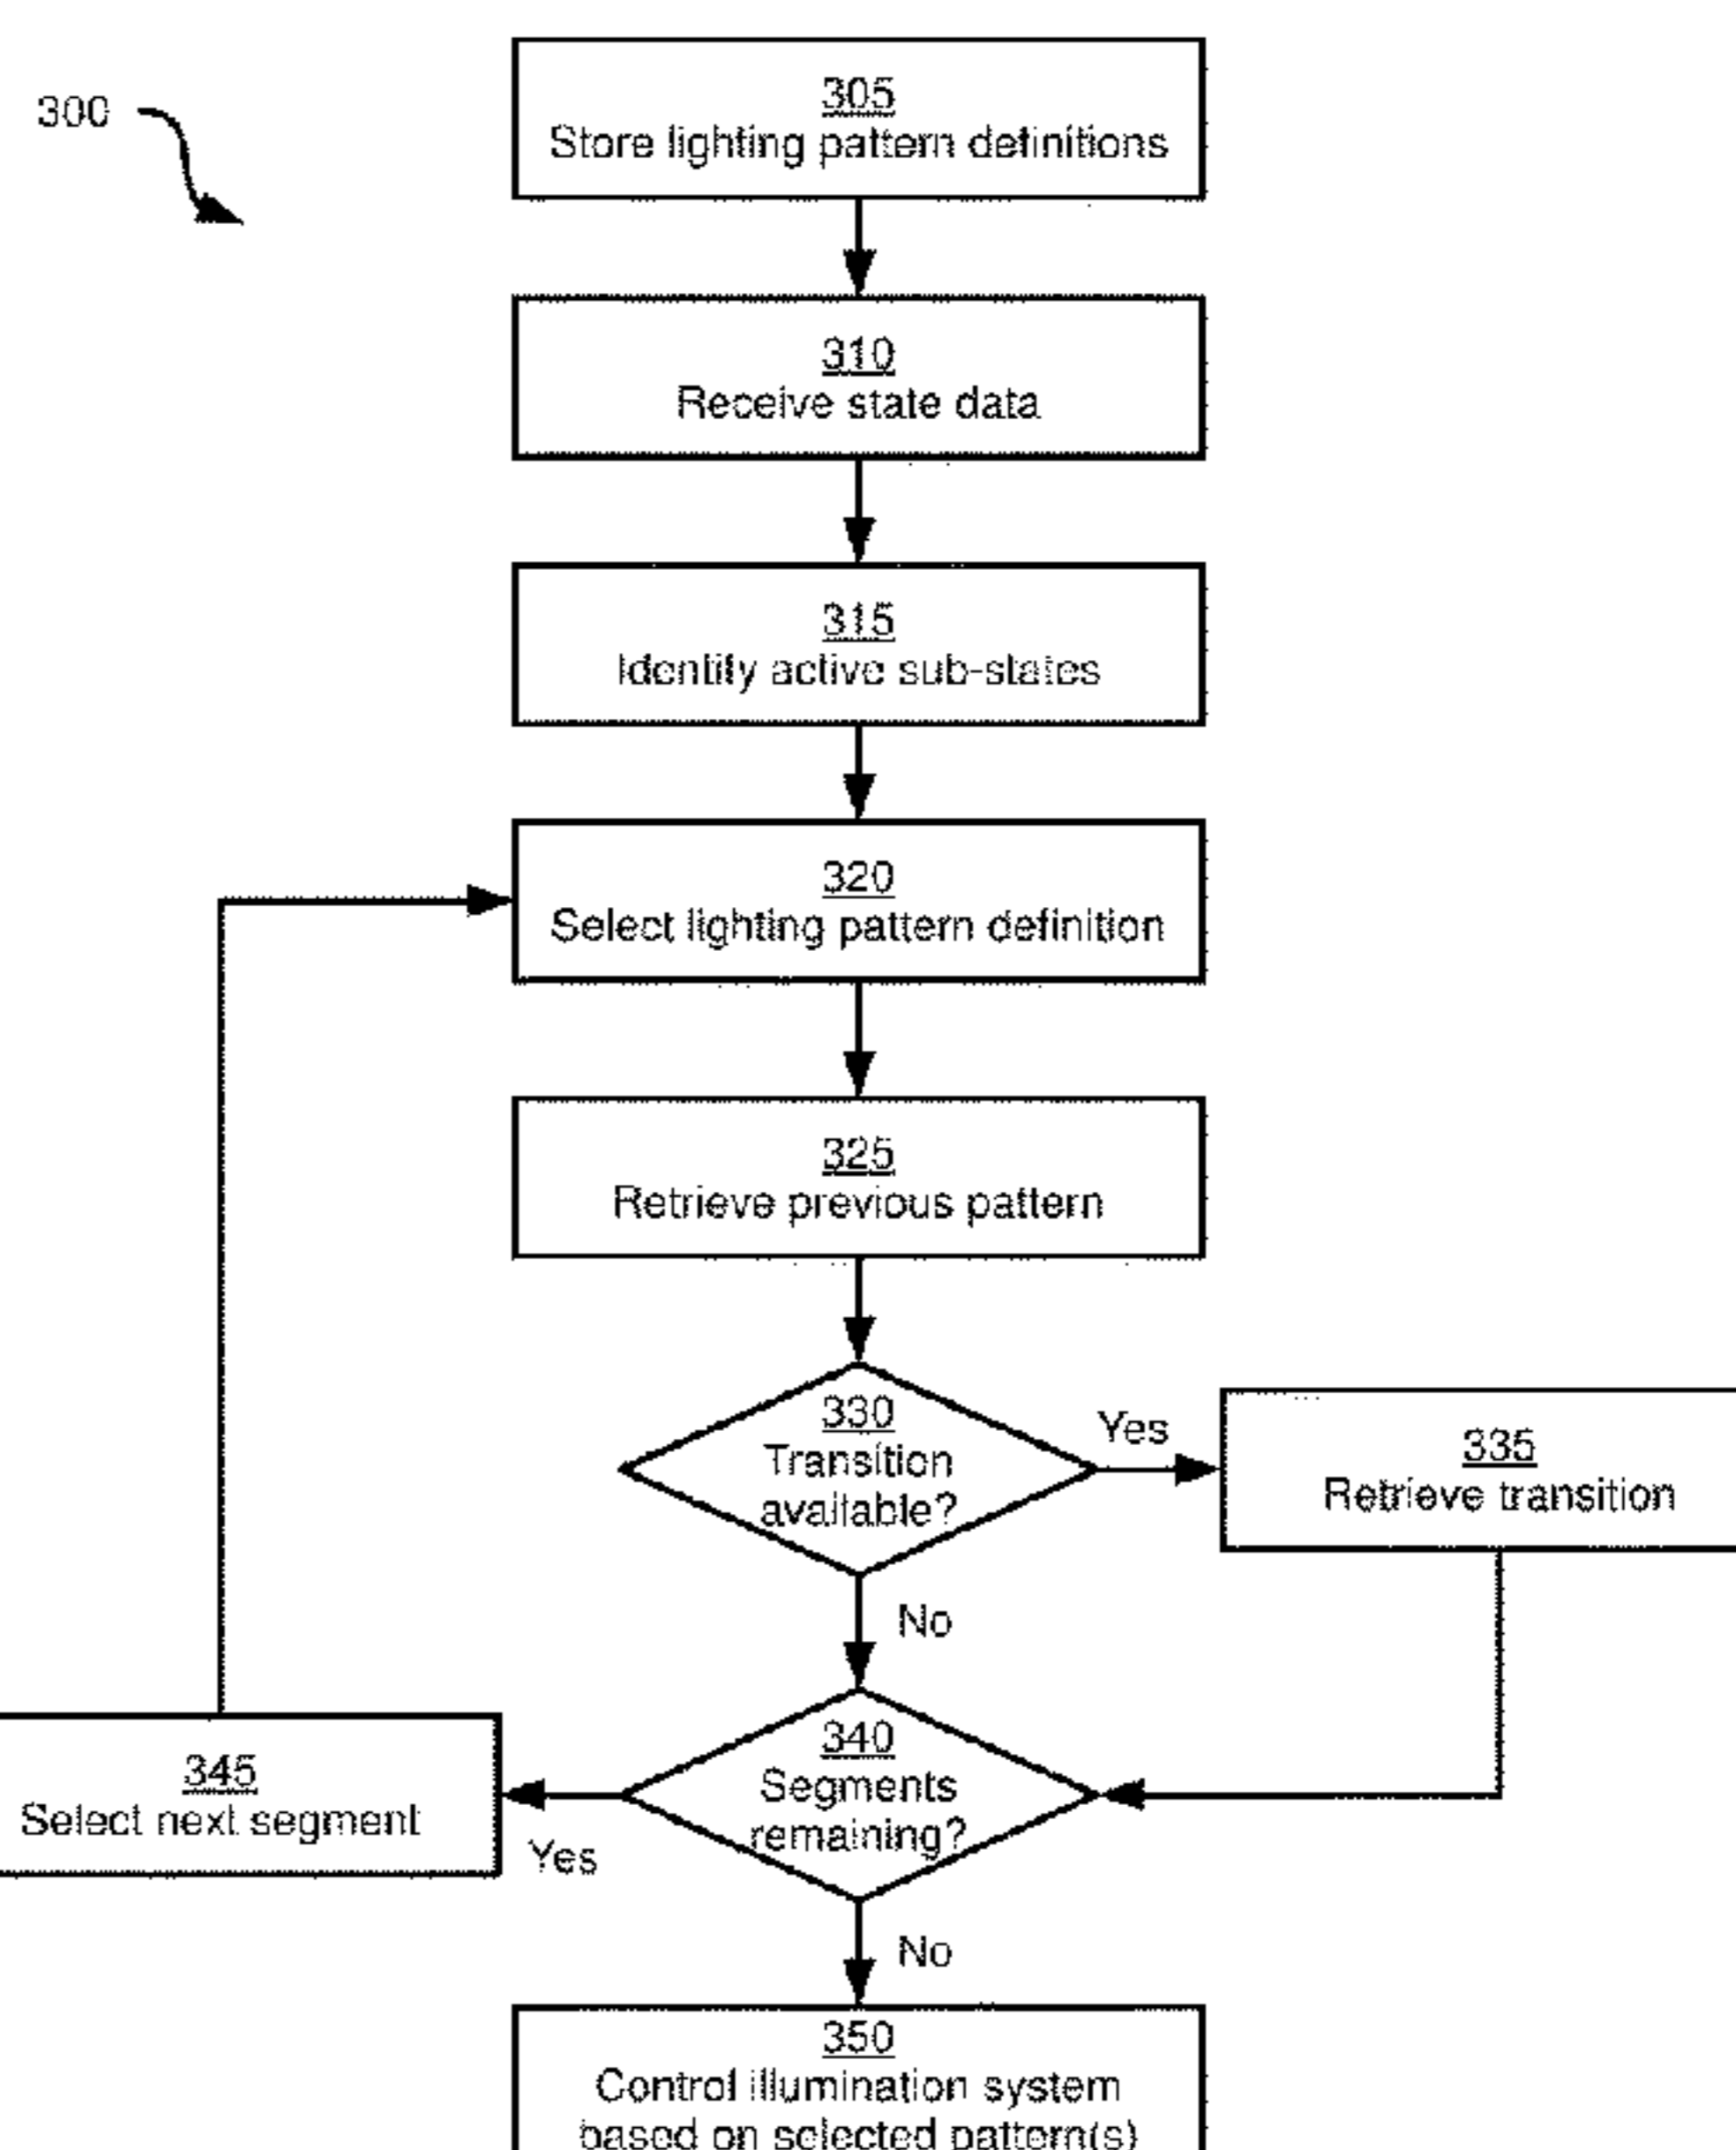 300
305
Store lighting pattern definitions
310
Receive state data
315
Identify active sub-states
320
Select lighting pattern definition
325
Retrieve previous pattern
330
Transition
available?
Yes
335
Retrieve transition
No
340
Segments
remaining?
345
Select next segment
Yes
No
350
Control illumination system
based on selected pattern(s)